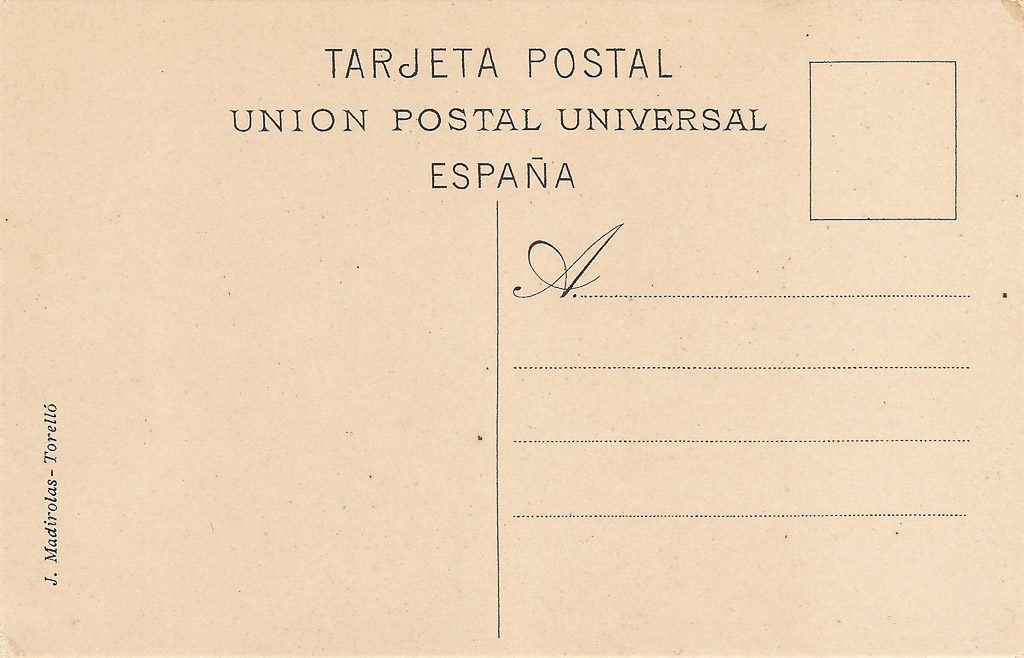 TARJETA POSTAL
UNION POSTAL UNIVERSAL
ESPAÑA
A
J. Madirolas - Torelló